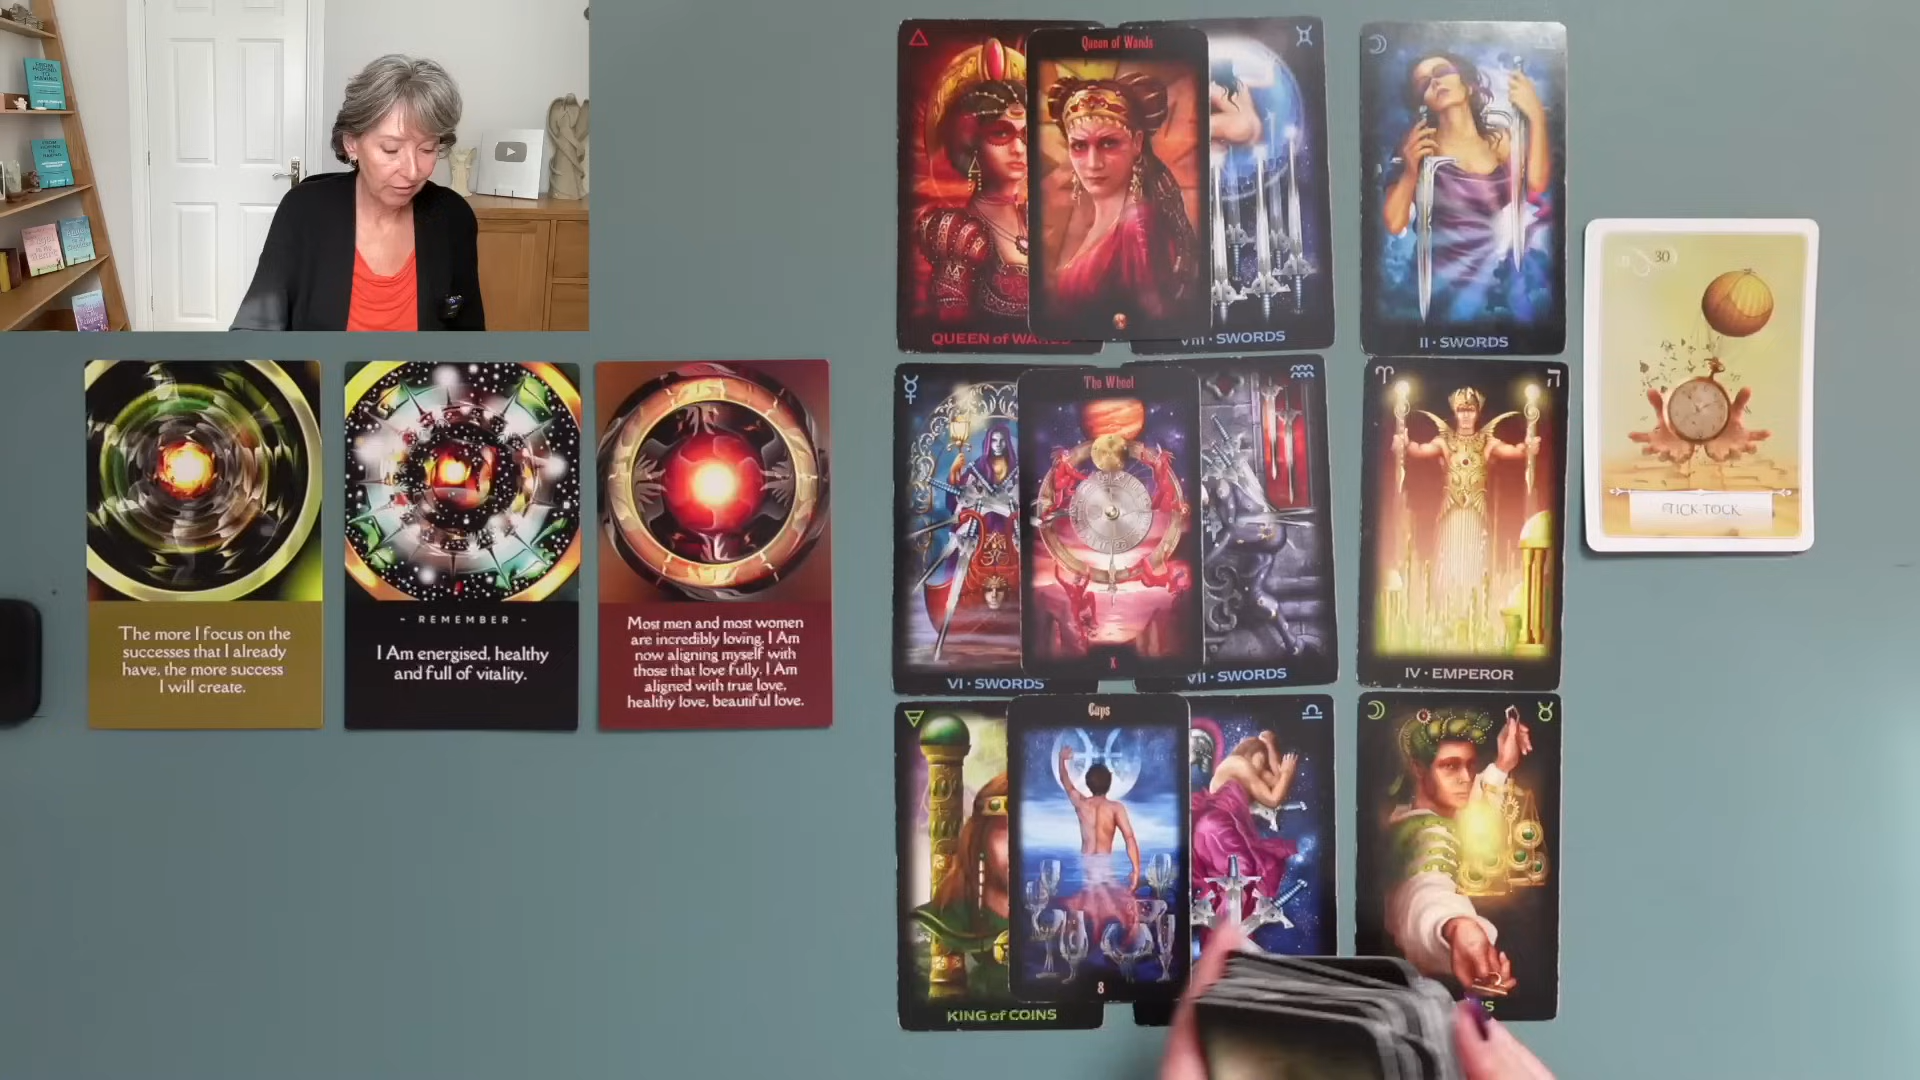 The more I focus on the
successes that I already
have, the more success
I will create.
- REMEMBER -
I Am energised, healthy
and full of vitality.
Most men and most women
are incredibly loving. I Am
now aligning myself with
those that love fully. I Am
aligned with true love,
healthy love, beautiful love.
QUEEN of WANDS
Queen of Wands
VIII • SWORDS
II • SWORDS
VI • SWORDS
The Wheel
X
VII • SWORDS
IV • EMPEROR
KING of COINS
Cups
8
30
TICK-TOCK